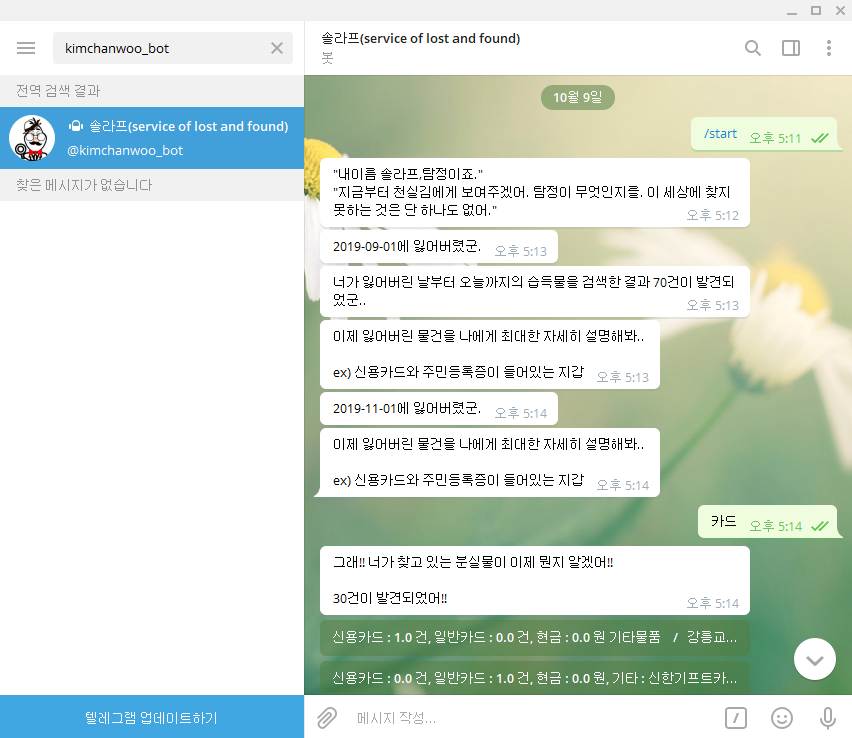 kimchanwoo_bot
전역 검색 결과
솔라프(service of lost and found)
@kimchanwoo_bot
찾은 메시지가 없습니다
텔레그램 업데이트하기
솔라프(service of lost and found)
봇
10월 9일
/start 오후 5:11
"내이름 솔라프,탐정이죠."
"지금부터 천실김에게 보여주겠어. 탐정이 무엇인지를. 이 세상에 찾지
못하는 것은 단 하나도 없어." 오후 5:12
2019-09-01에 잃어버렸군. 오후 5:13
너가 잃어버린 날부터 오늘까지의 습득물을 검색한 결과 70건이 발견되
었군.. 오후 5:13
이제 잃어버린 물건을 나에게 최대한 자세히 설명해봐..
ex) 신용카드와 주민등록증이 들어있는 지갑 오후 5:13
2019-11-01에 잃어버렸군. 오후 5:14
이제 잃어버린 물건을 나에게 최대한 자세히 설명해봐..
ex) 신용카드와 주민등록증이 들어있는 지갑 오후 5:14
카드 오후 5:14
그래!! 너가 찾고 있는 분실물이 이제 뭔지 알겠어!!
30건이 발견되었어!! 오후 5:14
신용카드 : 1.0 건, 일반카드 : 0.0 건, 현금 : 0.0 원 기타물품 / 강릉교...
신용카드 : 0.0 건, 일반카드 : 1.0 건, 현금 : 0.0 원, 기타 : 신한기프트카...
메시지 작성...